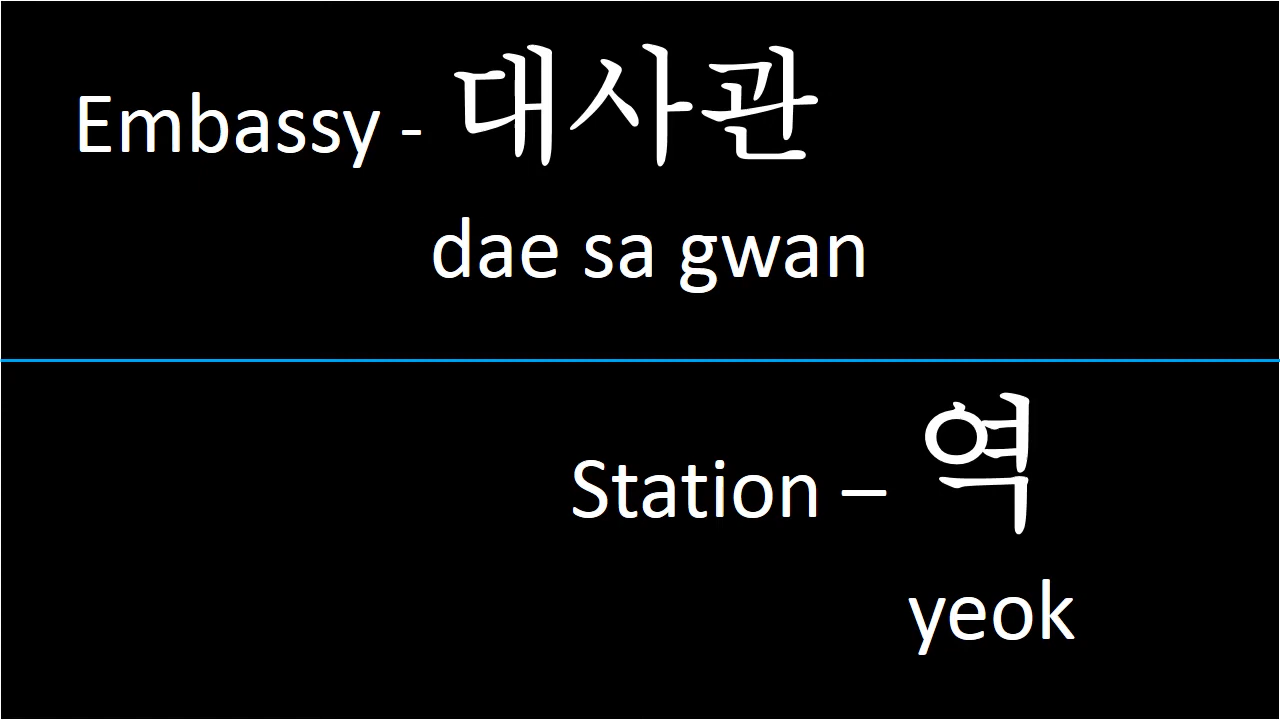 Embassy - 대사관
dae sa gwan
Station – 역
yeok